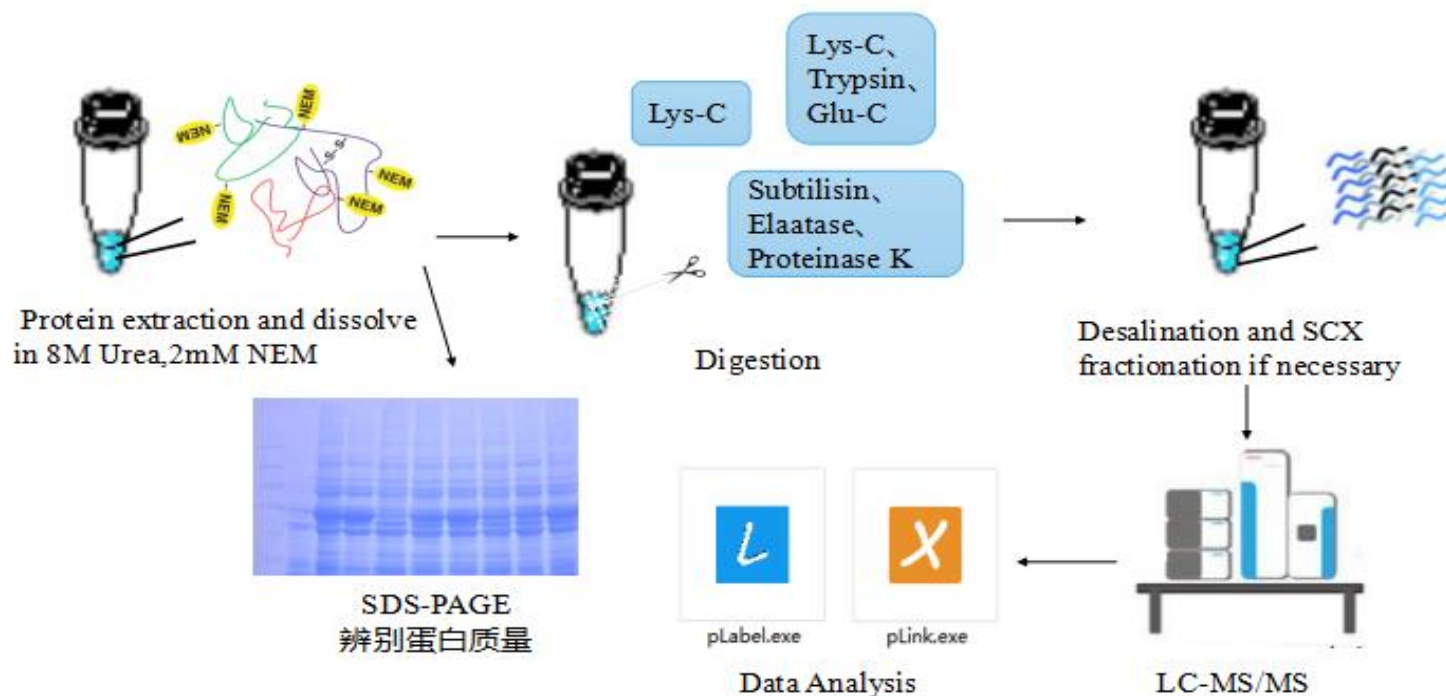 NEM
NEM
-S-S-
NEM
NEM
NEM
Protein extraction and dissolve
in 8M Urea,2mM NEM
Lys-C
Lys-C、
Trypsin、
Glu-C
Subtilisin、
Elaatase、
Proteinase K
Digestion
Desalination and SCX
fractionation if necessary
SDS-PAGE
辨别蛋白质量
L
pLabel.exe
X
pLink.exe
Data Analysis
LC-MS/MS